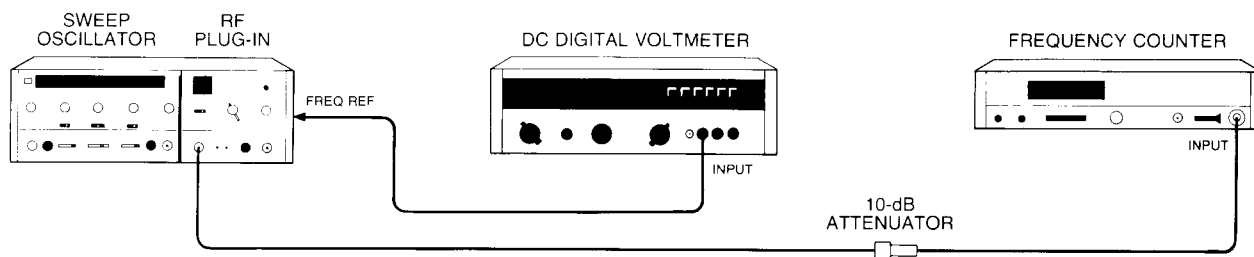 SWEEP
OSCILLATOR
RF
PLUG-IN
DC DIGITAL VOLTMETER
FREQUENCY COUNTER
FREQ REF
INPUT
INPUT
10-dB
ATTENUATOR